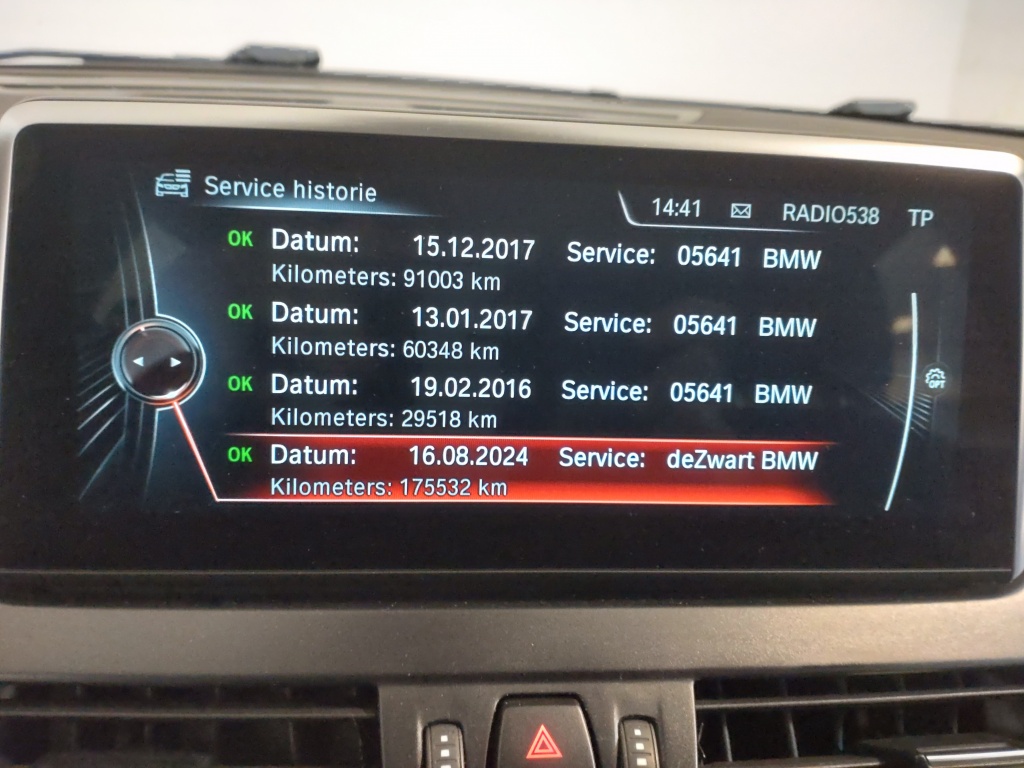 Service historie
14:41 RADIO538 TP
OK Datum: 15.12.2017 Service: 05641 BMW
Kilometers: 91003 km
OK Datum: 13.01.2017 Service: 05641 BMW
Kilometers: 60348 km
OK Datum: 19.02.2016 Service: 05641 BMW
Kilometers: 29518 km
OK Datum: 16.08.2024 Service: deZwart BMW
Kilometers: 175532 km
OPT